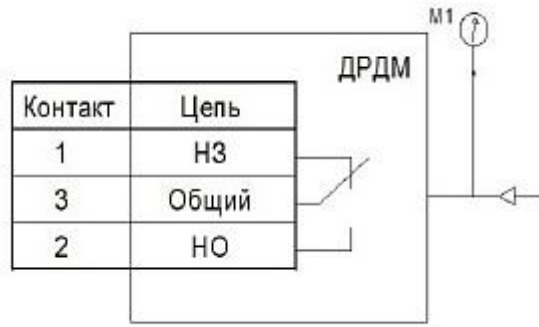 М1
ДРДМ
Контакт Цепь
1 НЗ
3 Общий
2 НО